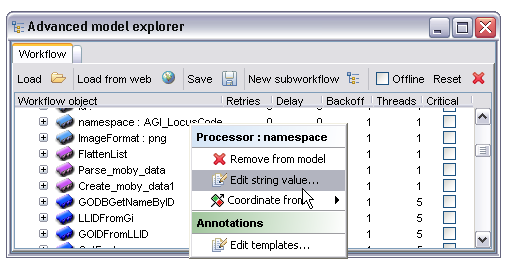 Advanced model explorer
Workflow
Load Load from web Save New subworkflow Offline Reset
Workflow object Retries Delay Backoff Threads Critical
namespace : AGI_LocusCode 0 0 1 1
ImageFormat : png 1 1
FlattenList 1 1
Parse_moby_data 1 1
Create_moby_data1 1 1
GODBGetNameByID 1 5
LLIDFromGi 1 5
GOIDFromLLID 1 5
Processor : namespace
Remove from model
Edit string value...
Coordinate from
Annotations
Edit templates...